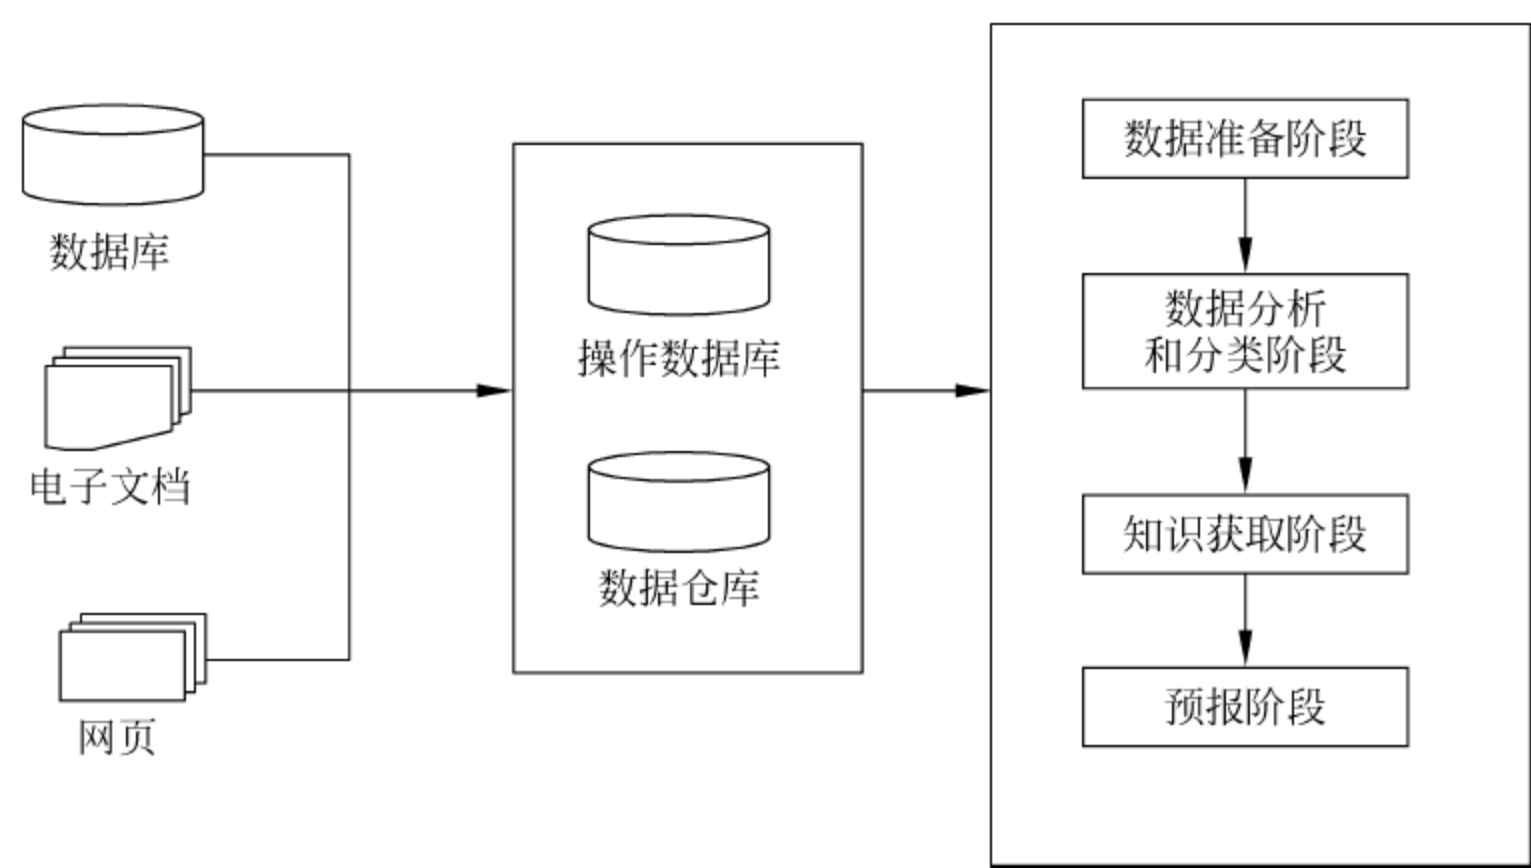 数据库
电子文档
网页
操作数据库
数据仓库
数据准备阶段
数据分析
和分类阶段
知识获取阶段
预报阶段